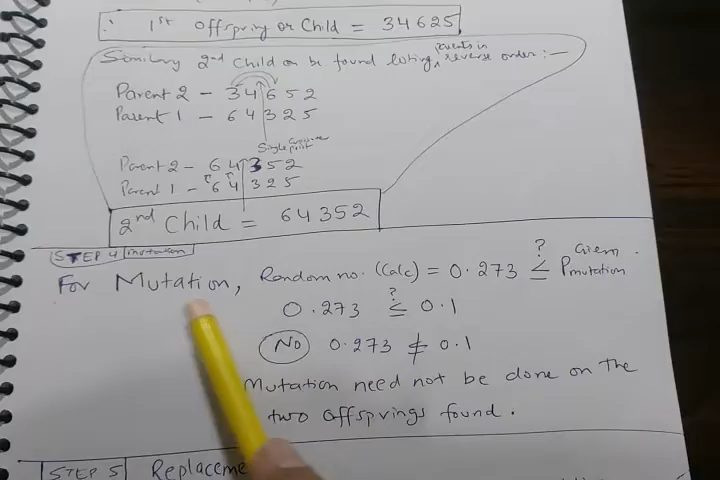 ∴ 1st Offspring or Child = 34625
Similarly 2nd Child can be found listing parents in reverse order:—
Parent 2 - 34652
Parent 1 - 64325
Single crossover point
Parent 2 - 64352
Parent 1 - 64325
2nd Child = 64352
STEP 4 mutation
For Mutation, Random no. (Calc) = 0.273 ≤? Given Pmutation
0.273 ≤? 0.1
No 0.273 ≰ 0.1
Mutation need not be done on the
two offsprings found.
STEP 5 Replaceme